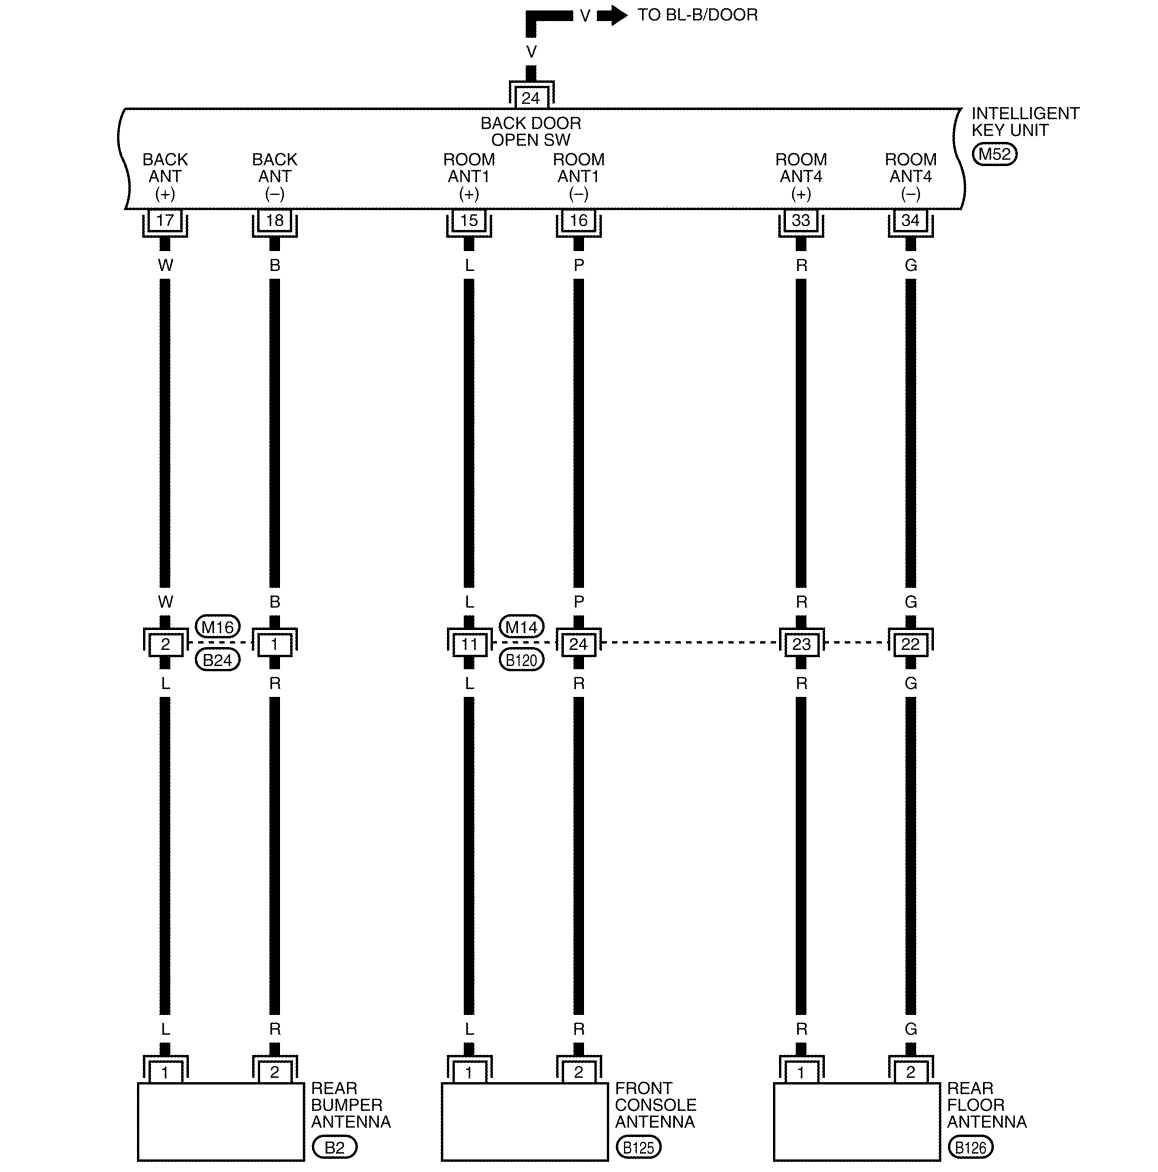 V TO BL-B/DOOR
V
24
BACK DOOR
OPEN SW
INTELLIGENT
KEY UNIT
M52
BACK
ANT
(+)
BACK
ANT
(–)
ROOM
ANT1
(+)
ROOM
ANT1
(–)
ROOM
ANT4
(+)
ROOM
ANT4
(–)
17 18 15 16 33 34
W B L P R G
W B L P R G
M16 M14
2 1 11 24 23 22
B24 B120
L R L R R G
L R L R R G
1 2 1 2 1 2
REAR
BUMPER
ANTENNA
B2
FRONT
CONSOLE
ANTENNA
B125
REAR
FLOOR
ANTENNA
B126